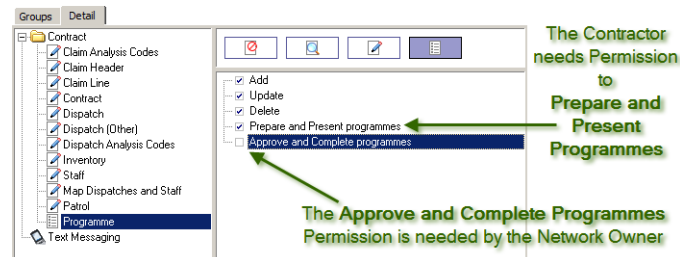 Groups
Detail
Contract
Claim Analysis Codes
Claim Header
Claim Line
Contract
Dispatch
Dispatch (Other)
Dispatch Analysis Codes
Inventory
Staff
Map Dispatches and Staff
Patrol
Programme
Text Messaging
Add
Update
Delete
Prepare and Present programmes
Approve and Complete programmes
The Contractor
needs Permission
to
Prepare and
Present
Programmes
The Approve and Complete Programmes
Permission is needed by the Network Owner